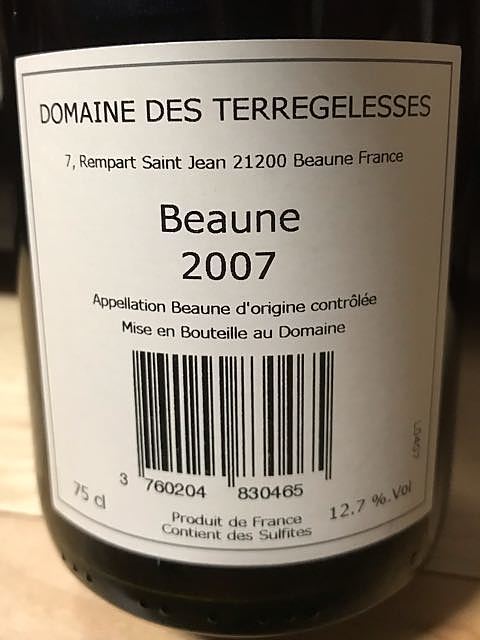 DOMAINE DES TERREGELESSES
7, Rempart Saint Jean 21200 Beaune France
Beaune
2007
Appellation Beaune d'origine contrôlée
Mise en Bouteille au Domaine
3 760204 830465
75 cl
12.7 %.Vol
Produit de France
Contient des Sulfites